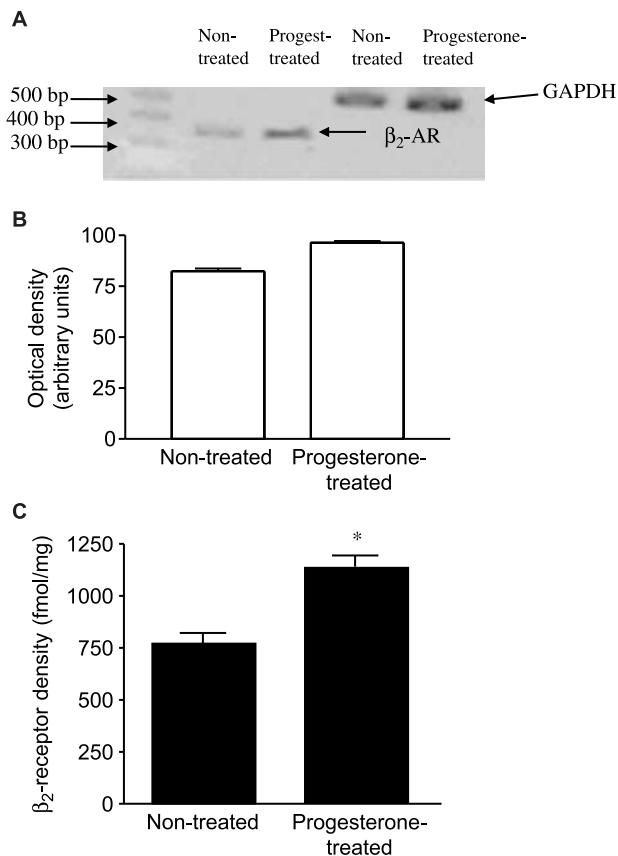 A
Non-
treated
Progest-
treated
Non-
treated
Progesterone-
treated
500 bp
400 bp
300 bp
GAPDH
β₂-AR
B
Optical density
(arbitrary units)
100
75
50
25
0
Non-treated
Progesterone-
treated
C
β₂-receptor density (fmol/mg)
*
1250
1000
750
500
250
0
Non-treated
Progesterone-
treated